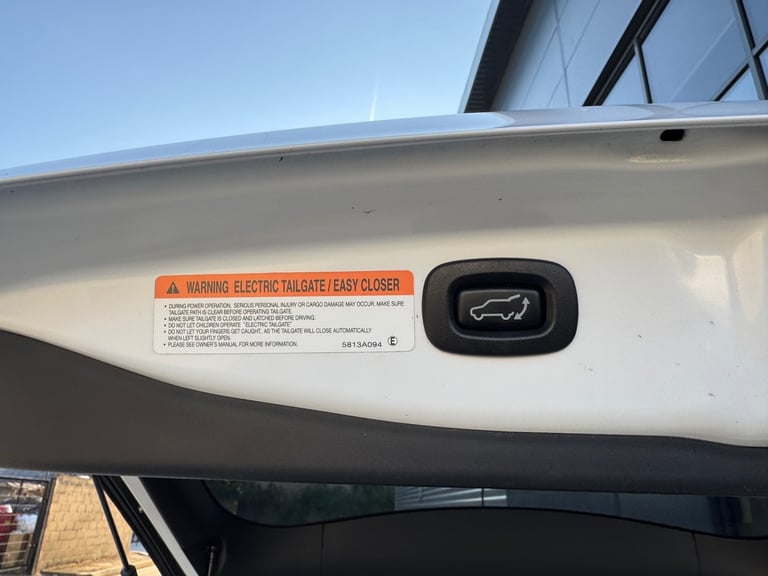 WARNING ELECTRIC TAILGATE / EASY CLOSER
• DURING POWER OPERATION, SERIOUS PERSONAL INJURY OR CARGO DAMAGE MAY OCCUR. MAKE SURE
TAILGATE PATH IS CLEAR BEFORE OPERATING TAILGATE.
• MAKE SURE TAILGATE IS CLOSED AND LATCHED BEFORE DRIVING.
• DO NOT LET CHILDREN OPERATE "ELECTRIC TAILGATE"
• DO NOT LET YOUR FINGERS GET CAUGHT, AS THE TAILGATE WILL CLOSE AUTOMATICALLY
WHEN LEFT SLIGHTLY OPEN.
• PLEASE SEE OWNER'S MANUAL FOR MORE INFORMATION.
5813A094 Ⓔ